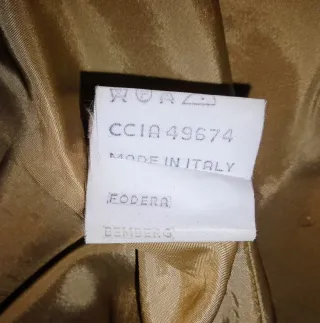 CCIA 49674
MADE IN ITALY
FODERA
BEMBERG